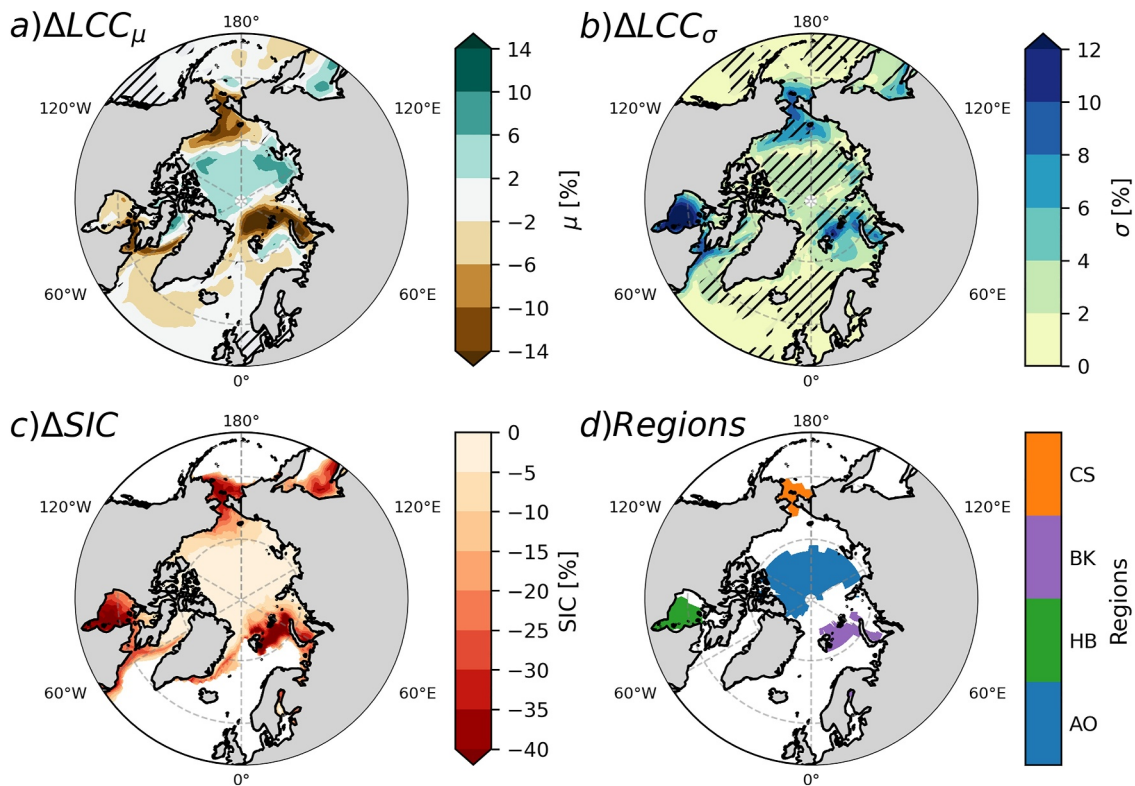 a)ΔLCCμ
180°
120°W
120°E
60°W
60°E
0°
14
10
6
2
−2
−6
−10
−14
μ [%]
b)ΔLCCσ
180°
120°W
120°E
60°W
60°E
0°
12
10
8
6
4
2
0
σ [%]
c)ΔSIC
180°
120°W
120°E
60°W
60°E
0°
0
−5
−10
−15
−20
−25
−30
−35
−40
SIC [%]
d)Regions
180°
120°W
120°E
60°W
60°E
0°
CS
BK
HB
AO
Regions